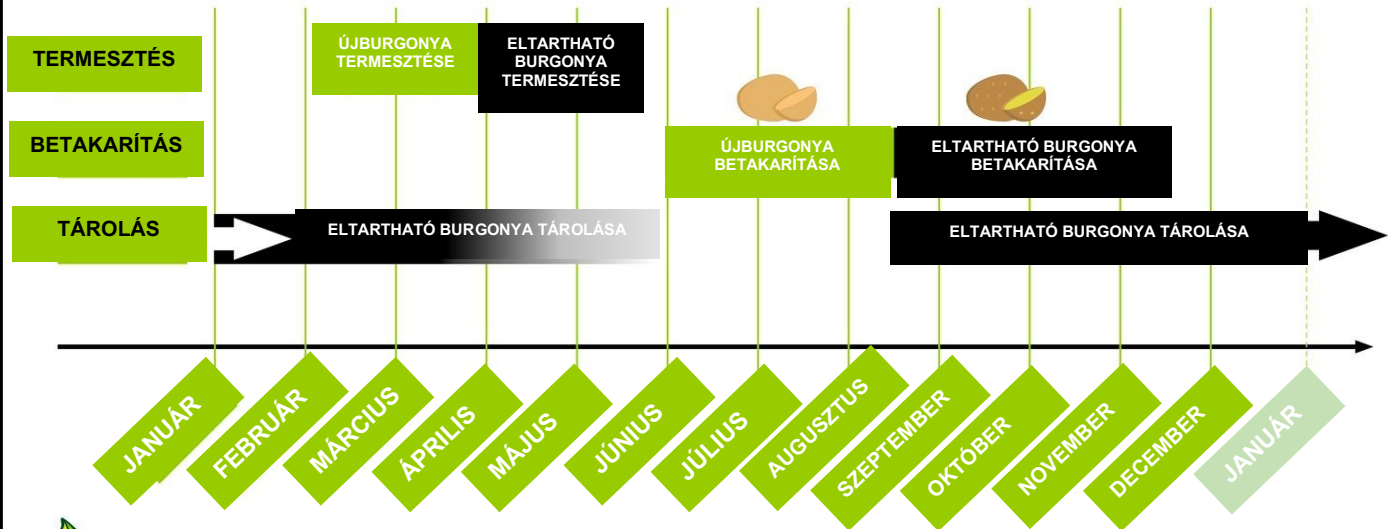 TERMESZTÉS
ÚJBURGONYA
TERMESZTÉSE
ELTARTHATÓ
BURGONYA
TERMESZTÉSE
BETAKARÍTÁS
ÚJBURGONYA
BETAKARÍTÁSA
ELTARTHATÓ BURGONYA
BETAKARÍTÁSA
TÁROLÁS
ELTARTHATÓ BURGONYA TÁROLÁSA
ELTARTHATÓ BURGONYA TÁROLÁSA
JANUÁR
FEBRUÁR
MÁRCIUS
ÁPRILIS
MÁJUS
JÚNIUS
JÚLIUS
AUGUSZTUS
SZEPTEMBER
OKTÓBER
NOVEMBER
DECEMBER
JANUÁR